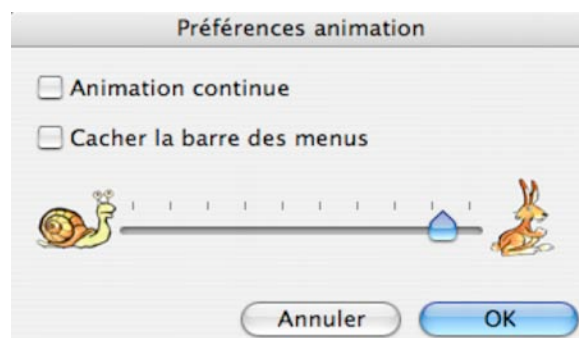 Préférences animation
Animation continue
Cacher la barre des menus
Annuler OK